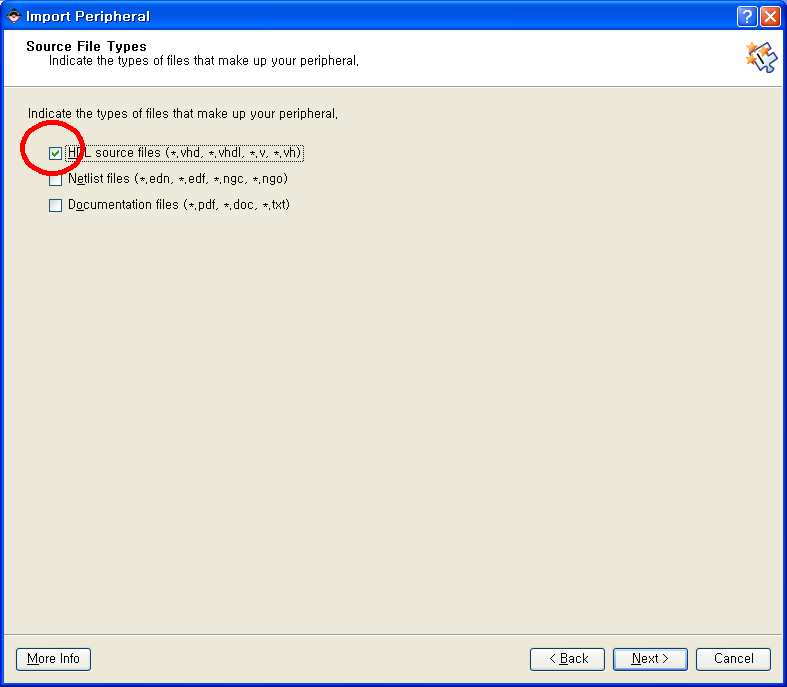 Import Peripheral
Source File Types
Indicate the types of files that make up your peripheral.
Indicate the types of files that make up your peripheral.
HDL source files (*.vhd, *.vhdl, *.v, *.vh)
Netlist files (*.edn, *.edf, *.ngc, *.ngo)
Documentation files (*.pdf, *.doc, *.txt)
More Info
< Back
Next >
Cancel